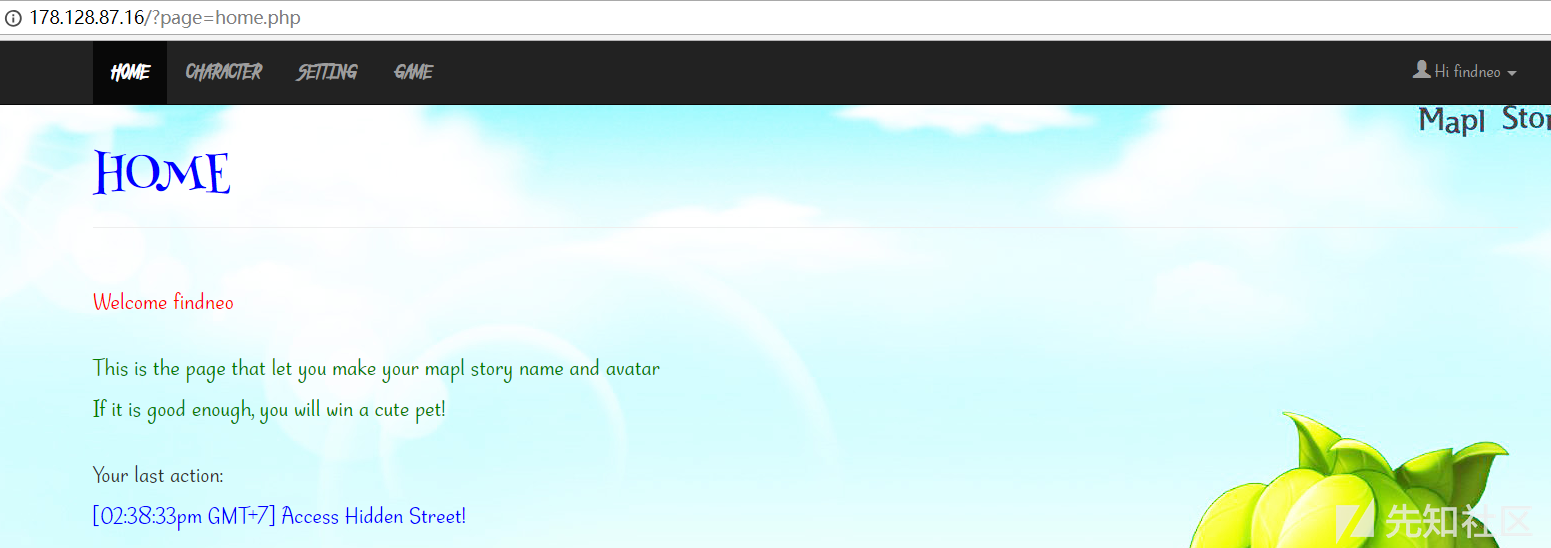 178.128.87.16/?page=home.php
HOME CHARACTER SETTING GAME Hi findneo
Mapl Stor
HOME
Welcome findneo
This is the page that let you make your mapl story name and avatar
If it is good enough, you will win a cute pet!
Your last action:
[02:38:33pm GMT+7] Access Hidden Street!
先知社区